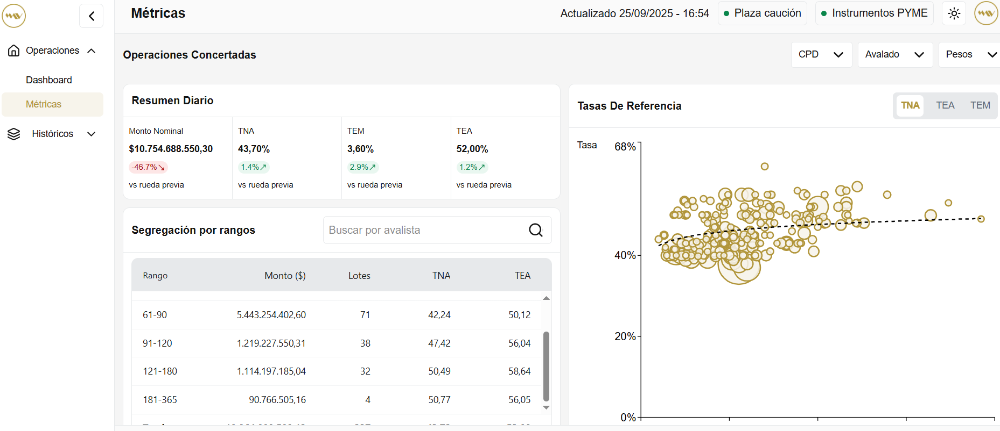 Métricas
Actualizado 25/09/2025 - 16:54
Plaza caución
Instrumentos PYME
Operaciones
Dashboard
Métricas
Históricos
Operaciones Concertadas
CPD
Avalado
Pesos
Resumen Diario
Monto Nominal
$10.754.688.550,30
-46.7%↘
vs rueda previa
TNA
43,70%
1.4%↗
vs rueda previa
TEM
3,60%
2.9%↗
vs rueda previa
TEA
52,00%
1.2%↗
vs rueda previa
Segregación por rangos
Buscar por avalista
Rango Monto ($) Lotes TNA TEA
61-90 5.443.254.402,60 71 42,24 50,12
91-120 1.219.227.550,31 38 47,42 56,04
121-180 1.114.197.185,04 32 50,49 58,64
181-365 90.766.505,16 4 50,77 56,05
Tasas De Referencia
TNA TEA TEM
Tasa
68%
40%
20%
0%